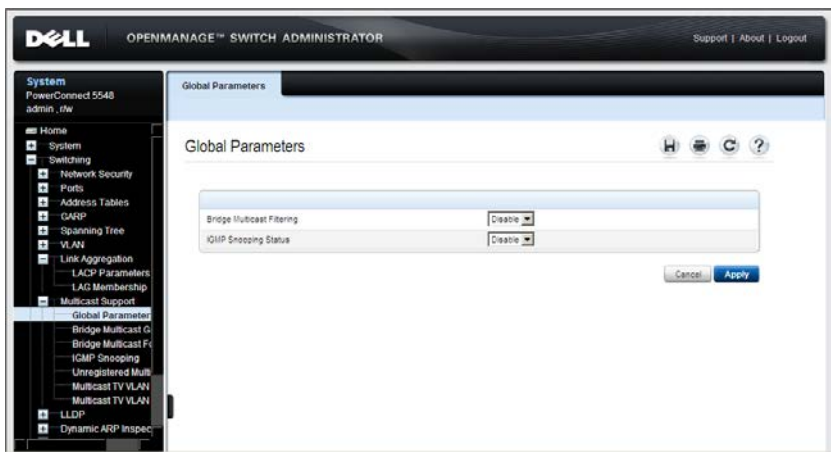 DELL OPENMANAGE™ SWITCH ADMINISTRATOR Support | About | Logout
System
PowerConnect 5548
admin , r/w
Home
System
Switching
Network Security
Ports
Address Tables
GARP
Spanning Tree
VLAN
Link Aggregation
LACP Parameters
LAG Membership
Multicast Support
Global Parameter
Bridge Multicast G
Bridge Multicast Fo
IGMP Snooping
Unregistered Multi
Multicast TV VLAN
Multicast TV VLAN
LLDP
Dynamic ARP Inspec
Global Parameters
Global Parameters
Bridge Multicast Filtering Disable
IGMP Snooping Status Disable
Cancel Apply